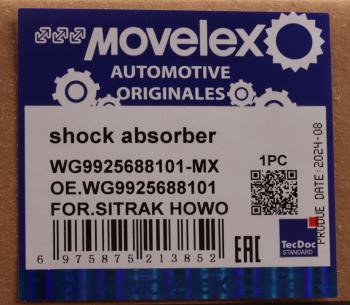 MOVelex
AUTOMOTIVE
ORIGINALES
shock absorber
WG9925688101-MX
OE.WG9925688101
FOR.SITRAK HOWO
1PC
6 975875 213852
EAC
TecDoc
STANDARD
PRODUE DATE:2024-08